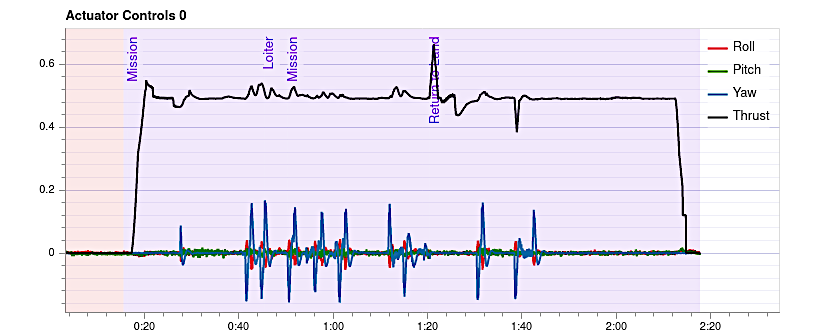 Actuator Controls 0
Mission
Loiter
Mission
Return to Land
Roll
Pitch
Yaw
Thrust
0.6
0.4
0.2
0
0:20
0:40
1:00
1:20
1:40
2:00
2:20